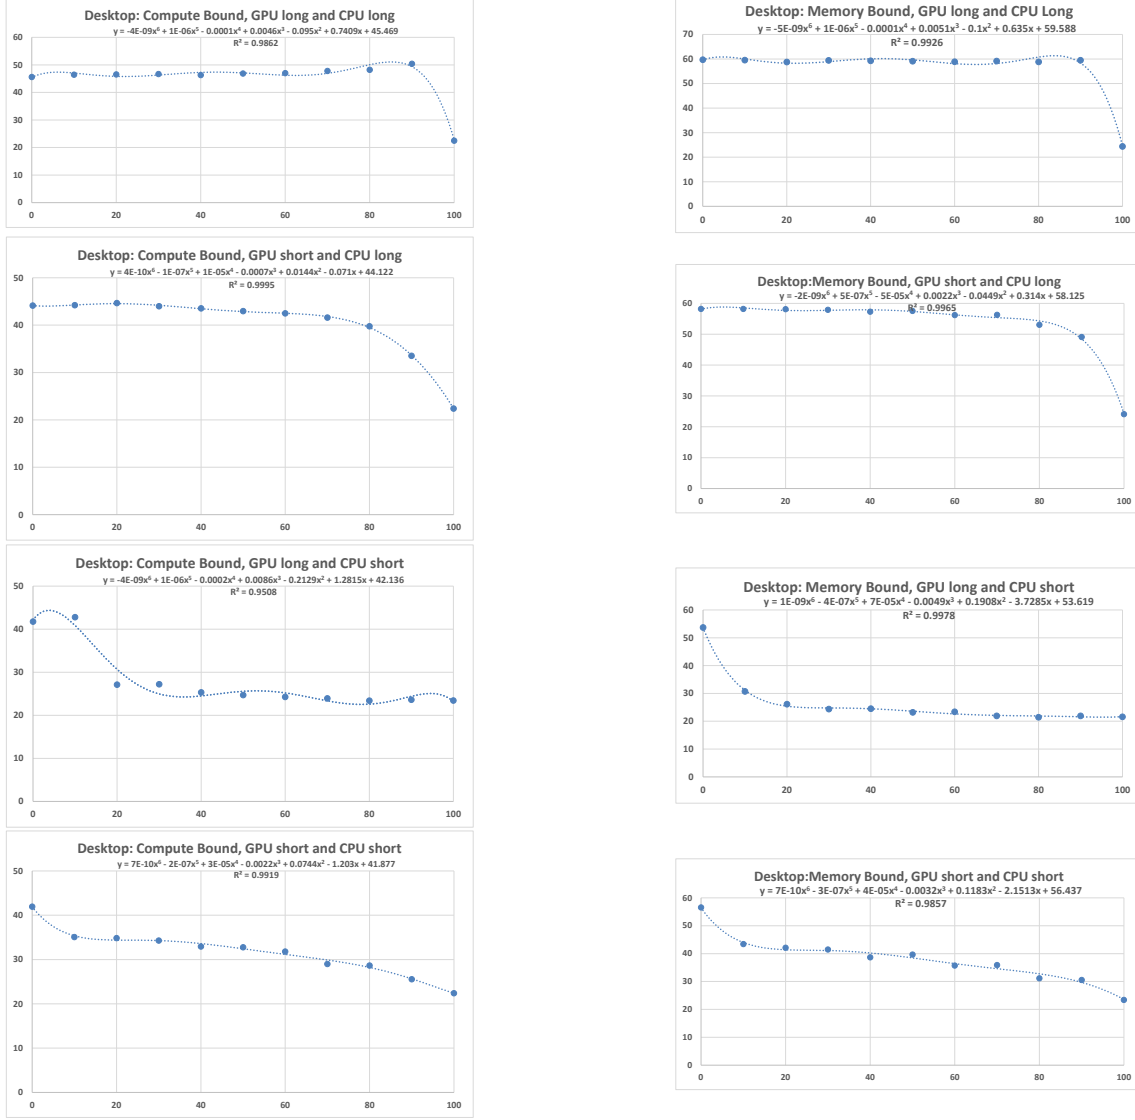 Desktop: Compute Bound, GPU long and CPU long
y = -4E-09x⁶ + 1E-06x⁵ - 0.0001x⁴ + 0.0046x³ - 0.095x² + 0.7409x + 45.469
R² = 0.9862
60
50
40
30
20
10
0
0 20 40 60 80 100
Desktop: Memory Bound, GPU long and CPU Long
y = -5E-09x⁶ + 1E-06x⁵ - 0.0001x⁴ + 0.0051x³ - 0.1x² + 0.635x + 59.588
R² = 0.9926
70
60
50
40
30
20
10
0
0 20 40 60 80 100
Desktop: Compute Bound, GPU short and CPU long
y = 4E-10x⁶ - 1E-07x⁵ + 1E-05x⁴ - 0.0007x³ + 0.0144x² - 0.071x + 44.122
R² = 0.9995
50
40
30
20
10
0
0 20 40 60 80 100
Desktop:Memory Bound, GPU short and CPU long
y = -2E-09x⁶ + 5E-07x⁵ - 5E-05x⁴ + 0.0022x³ - 0.0449x² + 0.314x + 58.125
R² = 0.9965
60
50
40
30
20
10
0
0 20 40 60 80 100
Desktop: Compute Bound, GPU long and CPU short
y = -4E-09x⁶ + 1E-06x⁵ - 0.0002x⁴ + 0.0086x³ - 0.2129x² + 1.2815x + 42.136
R² = 0.9508
50
40
30
20
10
0
0 20 40 60 80 100
Desktop: Memory Bound, GPU long and CPU short
y = 1E-09x⁶ - 4E-07x⁵ + 7E-05x⁴ - 0.0049x³ + 0.1908x² - 3.7285x + 53.619
R² = 0.9978
60
50
40
30
20
10
0
0 20 40 60 80 100
Desktop: Compute Bound, GPU short and CPU short
y = 7E-10x⁶ - 2E-07x⁵ + 3E-05x⁴ - 0.0022x³ + 0.0744x² - 1.203x + 41.877
R² = 0.9919
50
40
30
20
10
0
0 20 40 60 80 100
Desktop:Memory Bound, GPU short and CPU short
y = 7E-10x⁶ - 3E-07x⁵ + 4E-05x⁴ - 0.0032x³ + 0.1183x² - 2.1513x + 56.437
R² = 0.9857
60
50
40
30
20
10
0
0 20 40 60 80 100